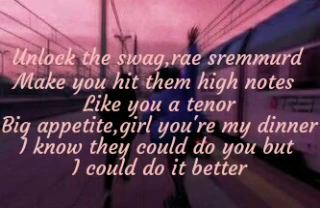 Unlock the swag,rae sremmurd
Make you hit them high notes
Like you a tenor
Big appetite,girl you're my dinner
I know they could do you but
I could do it better